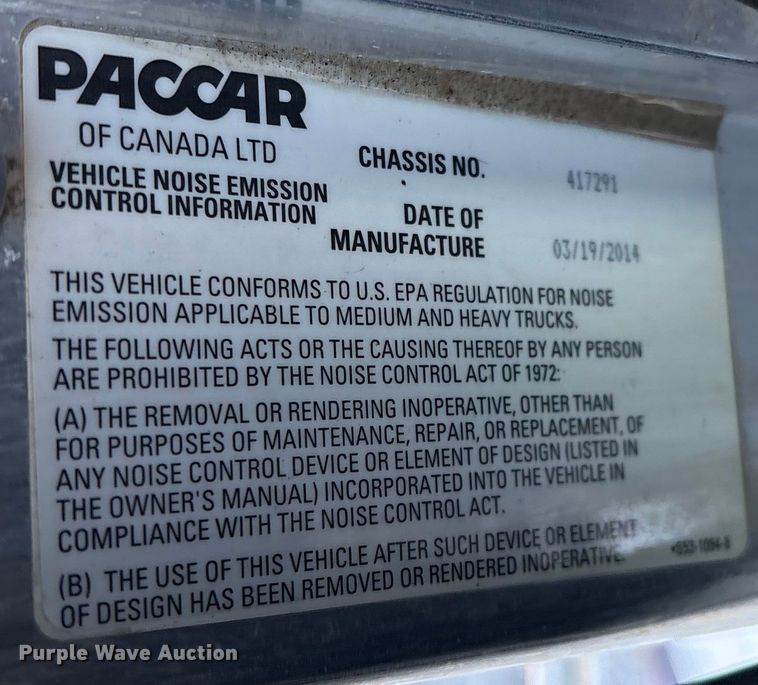 PACCAR
OF CANADA LTD
VEHICLE NOISE EMISSION
CONTROL INFORMATION
CHASSIS NO. 417291
DATE OF
MANUFACTURE 03/19/2014
THIS VEHICLE CONFORMS TO U.S. EPA REGULATION FOR NOISE
EMISSION APPLICABLE TO MEDIUM AND HEAVY TRUCKS.
THE FOLLOWING ACTS OR THE CAUSING THEREOF BY ANY PERSON
ARE PROHIBITED BY THE NOISE CONTROL ACT OF 1972:
(A) THE REMOVAL OR RENDERING INOPERATIVE, OTHER THAN
FOR PURPOSES OF MAINTENANCE, REPAIR, OR REPLACEMENT, OF
ANY NOISE CONTROL DEVICE OR ELEMENT OF DESIGN (LISTED IN
THE OWNER'S MANUAL) INCORPORATED INTO THE VEHICLE IN
COMPLIANCE WITH THE NOISE CONTROL ACT.
(B) THE USE OF THIS VEHICLE AFTER SUCH DEVICE OR ELEMENT
OF DESIGN HAS BEEN REMOVED OR RENDERED INOPERATIVE.
Purple Wave Auction